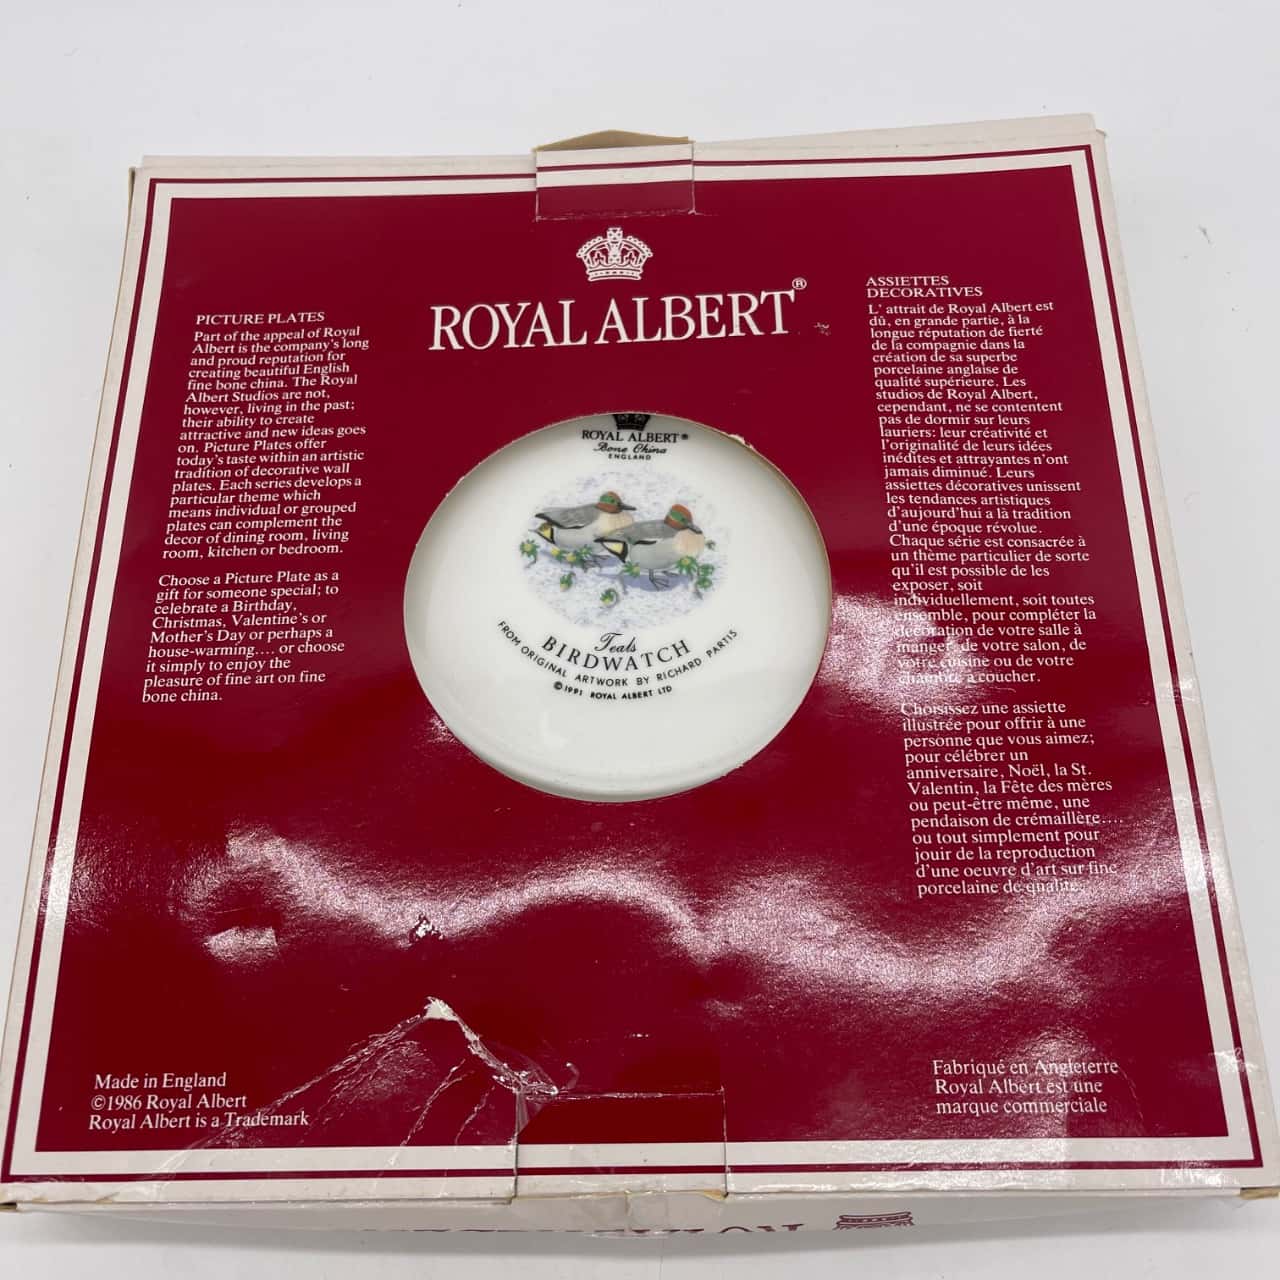 ROYAL ALBERT®
PICTURE PLATES
Part of the appeal of Royal
Albert is the company's long
and proud reputation for
creating beautiful English
fine bone china. The Royal
Albert Studios are not,
however, living in the past;
their ability to create
attractive and new ideas goes
on. Picture Plates offer
today's taste within an artistic
tradition of decorative wall
plates. Each series develops a
particular theme which
means individual or grouped
plates can complement the
decor of dining room, living
room, kitchen or bedroom.
Choose a Picture Plate as a
gift for someone special; to
celebrate a Birthday,
Christmas, Valentine's or
Mother's Day or perhaps a
house-warming.... or choose
it simply to enjoy the
pleasure of fine art on fine
bone china.
ROYAL ALBERT®
Bone China
ENGLAND
Teals
BIRDWATCH
FROM ORIGINAL ARTWORK BY RICHARD PARTIS
©1991 ROYAL ALBERT LTD
ASSIETTES
DECORATIVES
L' attrait de Royal Albert est
dû, en grande partie, à la
longue réputation de fierté
de la compagnie dans la
création de sa superbe
porcelaine anglaise de
qualité supérieure. Les
studios de Royal Albert,
cependant, ne se contentent
pas de dormir sur leurs
lauriers: leur créativité et
l'originalité de leurs idées
inédites et attrayantes n'ont
jamais diminué. Leurs
assiettes décoratives unissent
les tendances artistiques
d'aujourd'hui a là tradition
d'une époque révolue.
Chaque série est consacrée à
un thème particulier de sorte
qu'il est possible de les
exposer, soit
individuellement, soit toutes
ensemble, pour compléter la
decoration de votre salle à
manger, de votre salon, de
votre cuisine ou de votre
chambre a coucher.
Choisissez une assiette
illustrée pour offrir à une
personne que vous aimez;
pour célébrer un
anniversaire, Noël, la St.
Valentin, la Fête des mères
ou peut-être même, une
pendaison de crémaillère....
ou tout simplement pour
jouir de la reproduction
d'une oeuvre d'art sur fine
porcelaine de qualité.
Made in England
©1986 Royal Albert
Royal Albert is a Trademark
Fabriqué en Angleterre
Royal Albert est une
marque commerciale